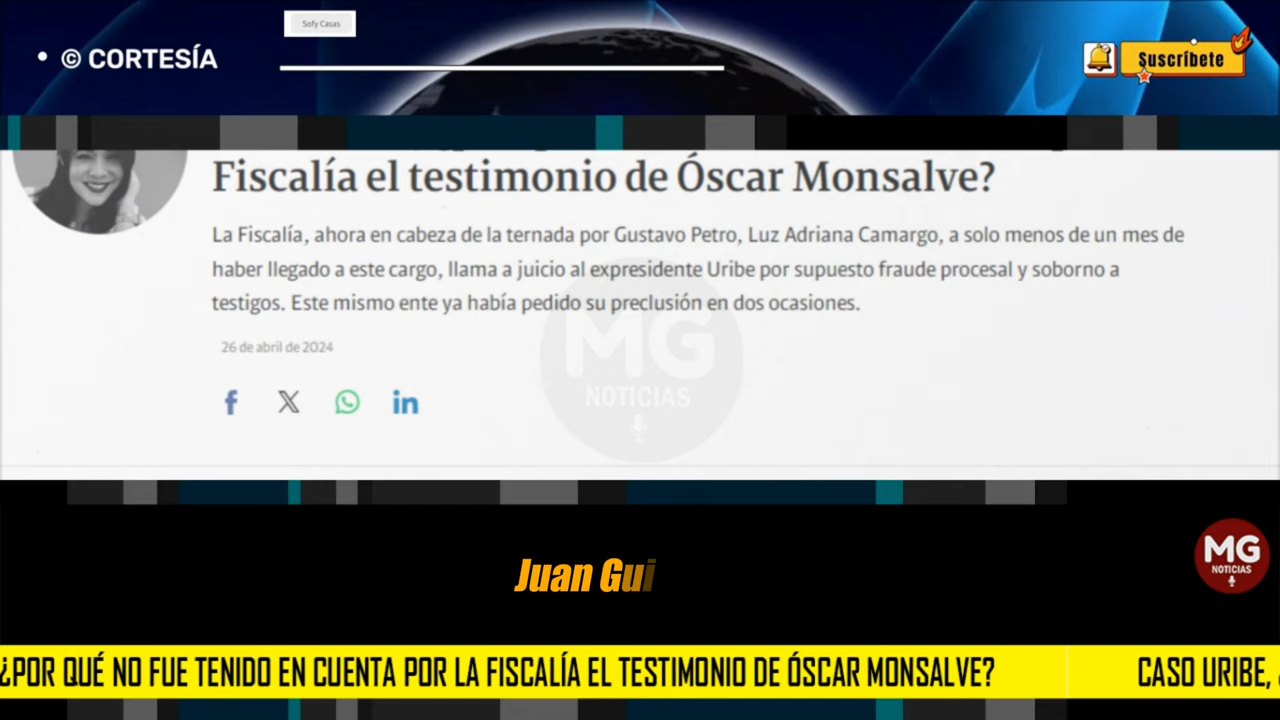 Sofy Casas
© CORTESÍA
Suscríbete
Fiscalía el testimonio de Óscar Monsalve?
La Fiscalía, ahora en cabeza de la ternada por Gustavo Petro, Luz Adriana Camargo, a solo menos de un mes de
haber llegado a este cargo, llama a juicio al expresidente Uribe por supuesto fraude procesal y soborno a
testigos. Este mismo ente ya había pedido su preclusión en dos ocasiones.
26 de abril de 2024
MG
NOTICIAS
Juan Gui
MG
NOTICIAS
¿POR QUÉ NO FUE TENIDO EN CUENTA POR LA FISCALÍA EL TESTIMONIO DE ÓSCAR MONSALVE? CASO URIBE,